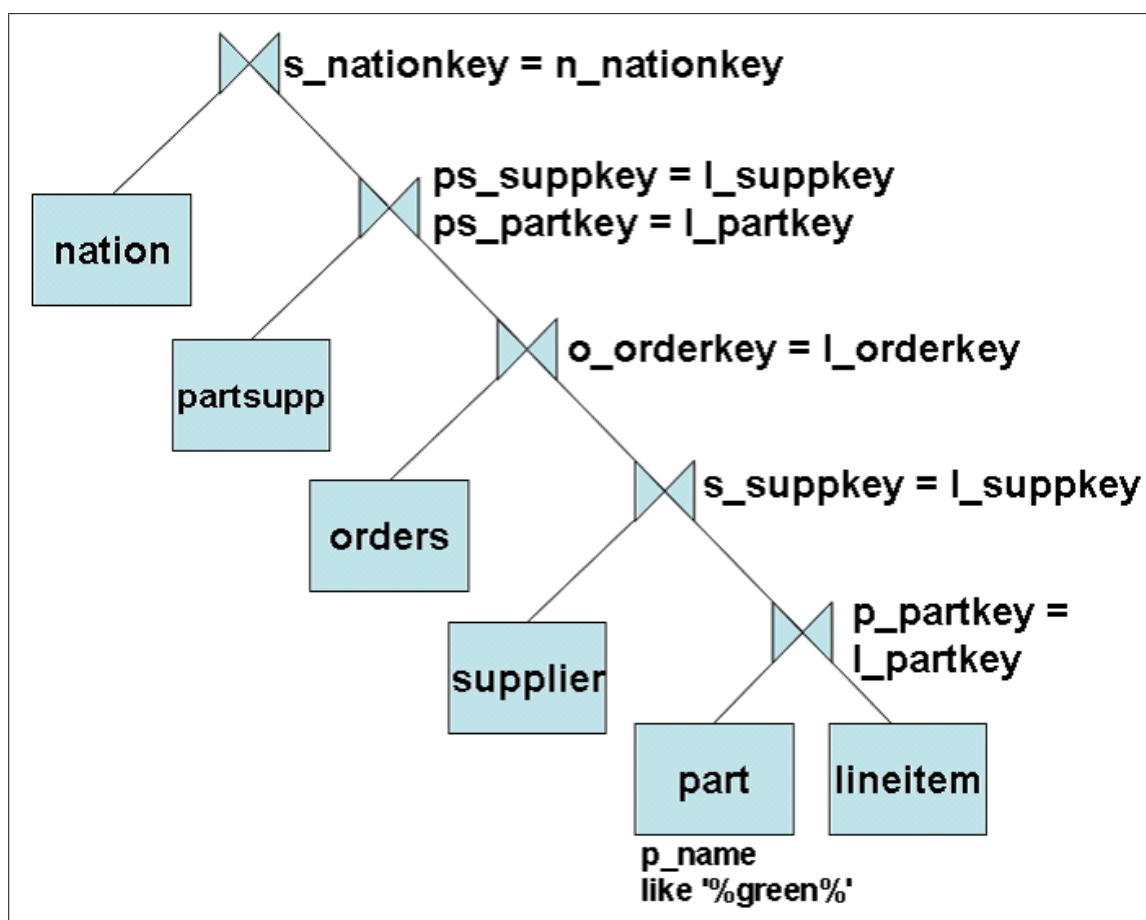 s_nationkey = n_nationkey
nation
ps_suppkey = l_suppkey
ps_partkey = l_partkey
partsupp
o_orderkey = l_orderkey
orders
s_suppkey = l_suppkey
supplier
p_partkey =
l_partkey
part
lineitem
p_name
like '%green%'